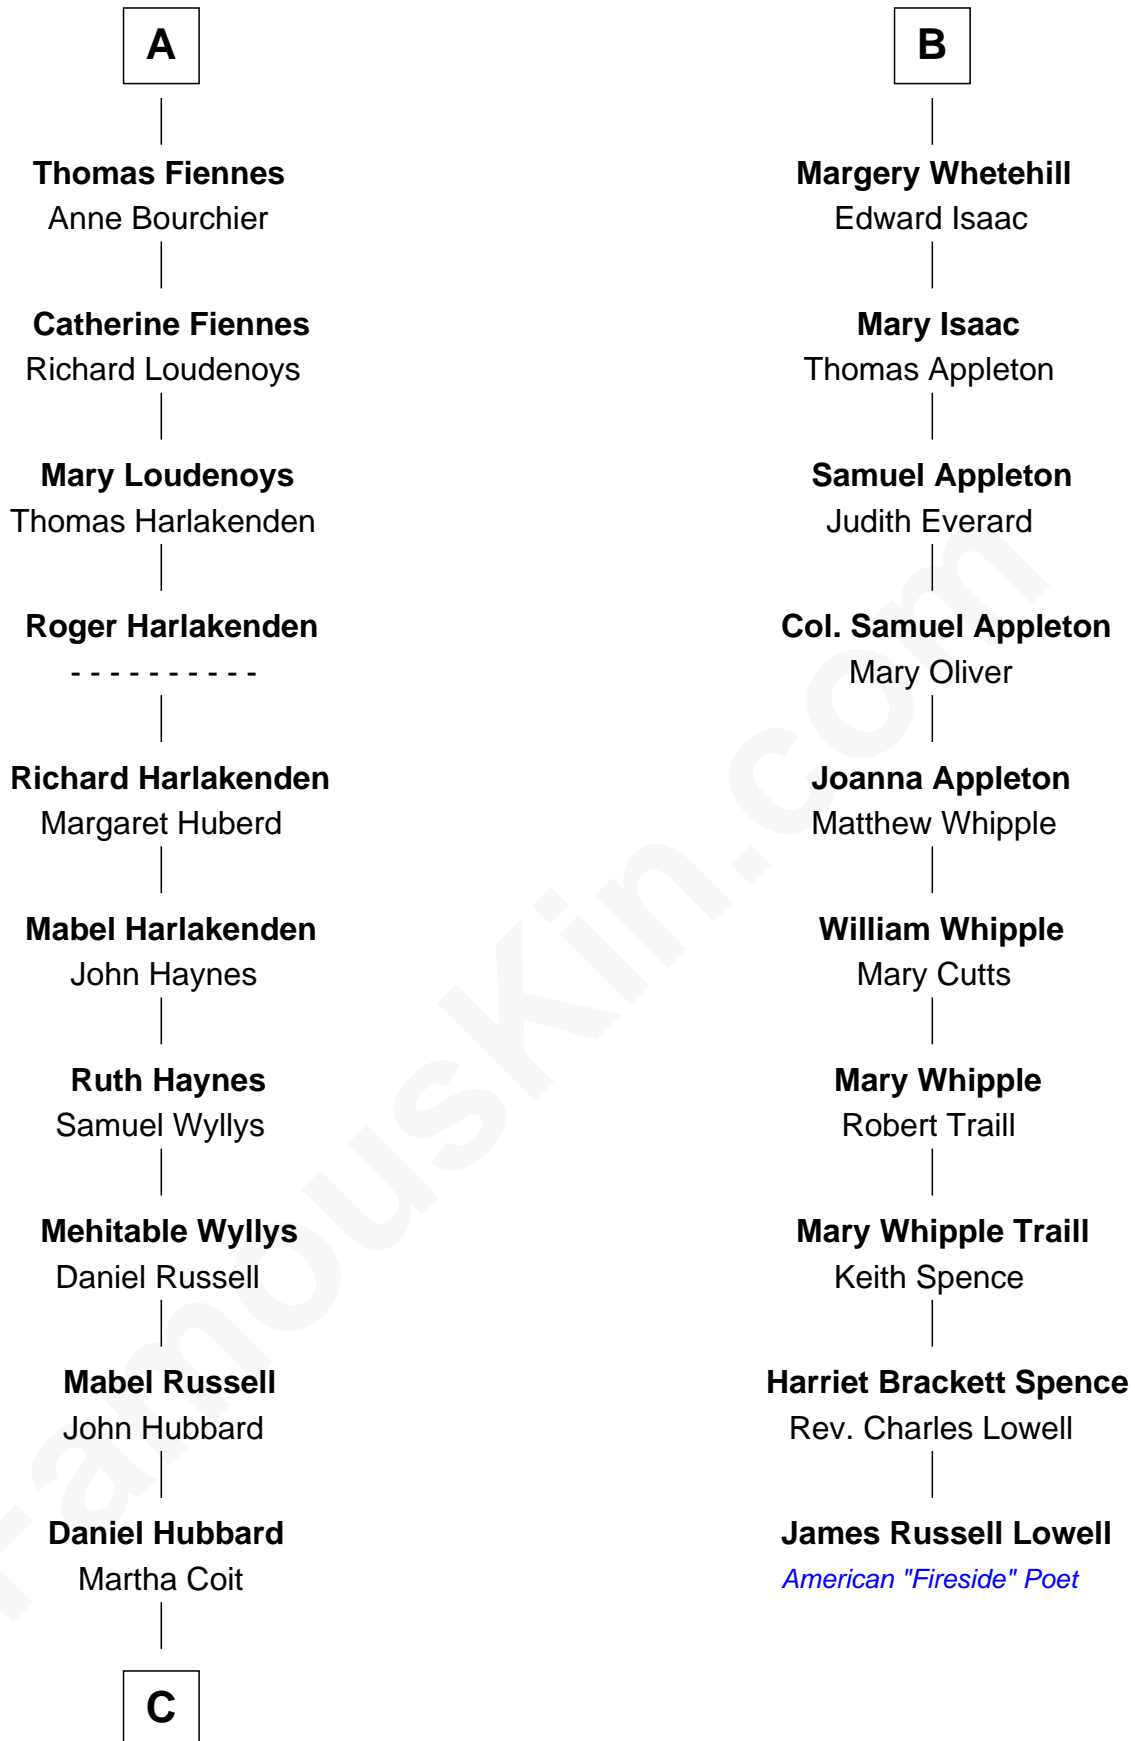 A
Thomas Fiennes
Anne Bourchier
Catherine Fiennes
Richard Loudenoys
Mary Loudenoys
Thomas Harlakenden
Roger Harlakenden
- - - - - - - - - -
Richard Harlakenden
Margaret Huberd
Mabel Harlakenden
John Haynes
Ruth Haynes
Samuel Wyllys
Mehitable Wyllys
Daniel Russell
Mabel Russell
John Hubbard
Daniel Hubbard
Martha Coit
C
B
Margery Whetehill
Edward Isaac
Mary Isaac
Thomas Appleton
Samuel Appleton
Judith Everard
Col. Samuel Appleton
Mary Oliver
Joanna Appleton
Matthew Whipple
William Whipple
Mary Cutts
Mary Whipple
Robert Traill
Mary Whipple Traill
Keith Spence
Harriet Brackett Spence
Rev. Charles Lowell
James Russell Lowell
American "Fireside" Poet
FamousKin.com